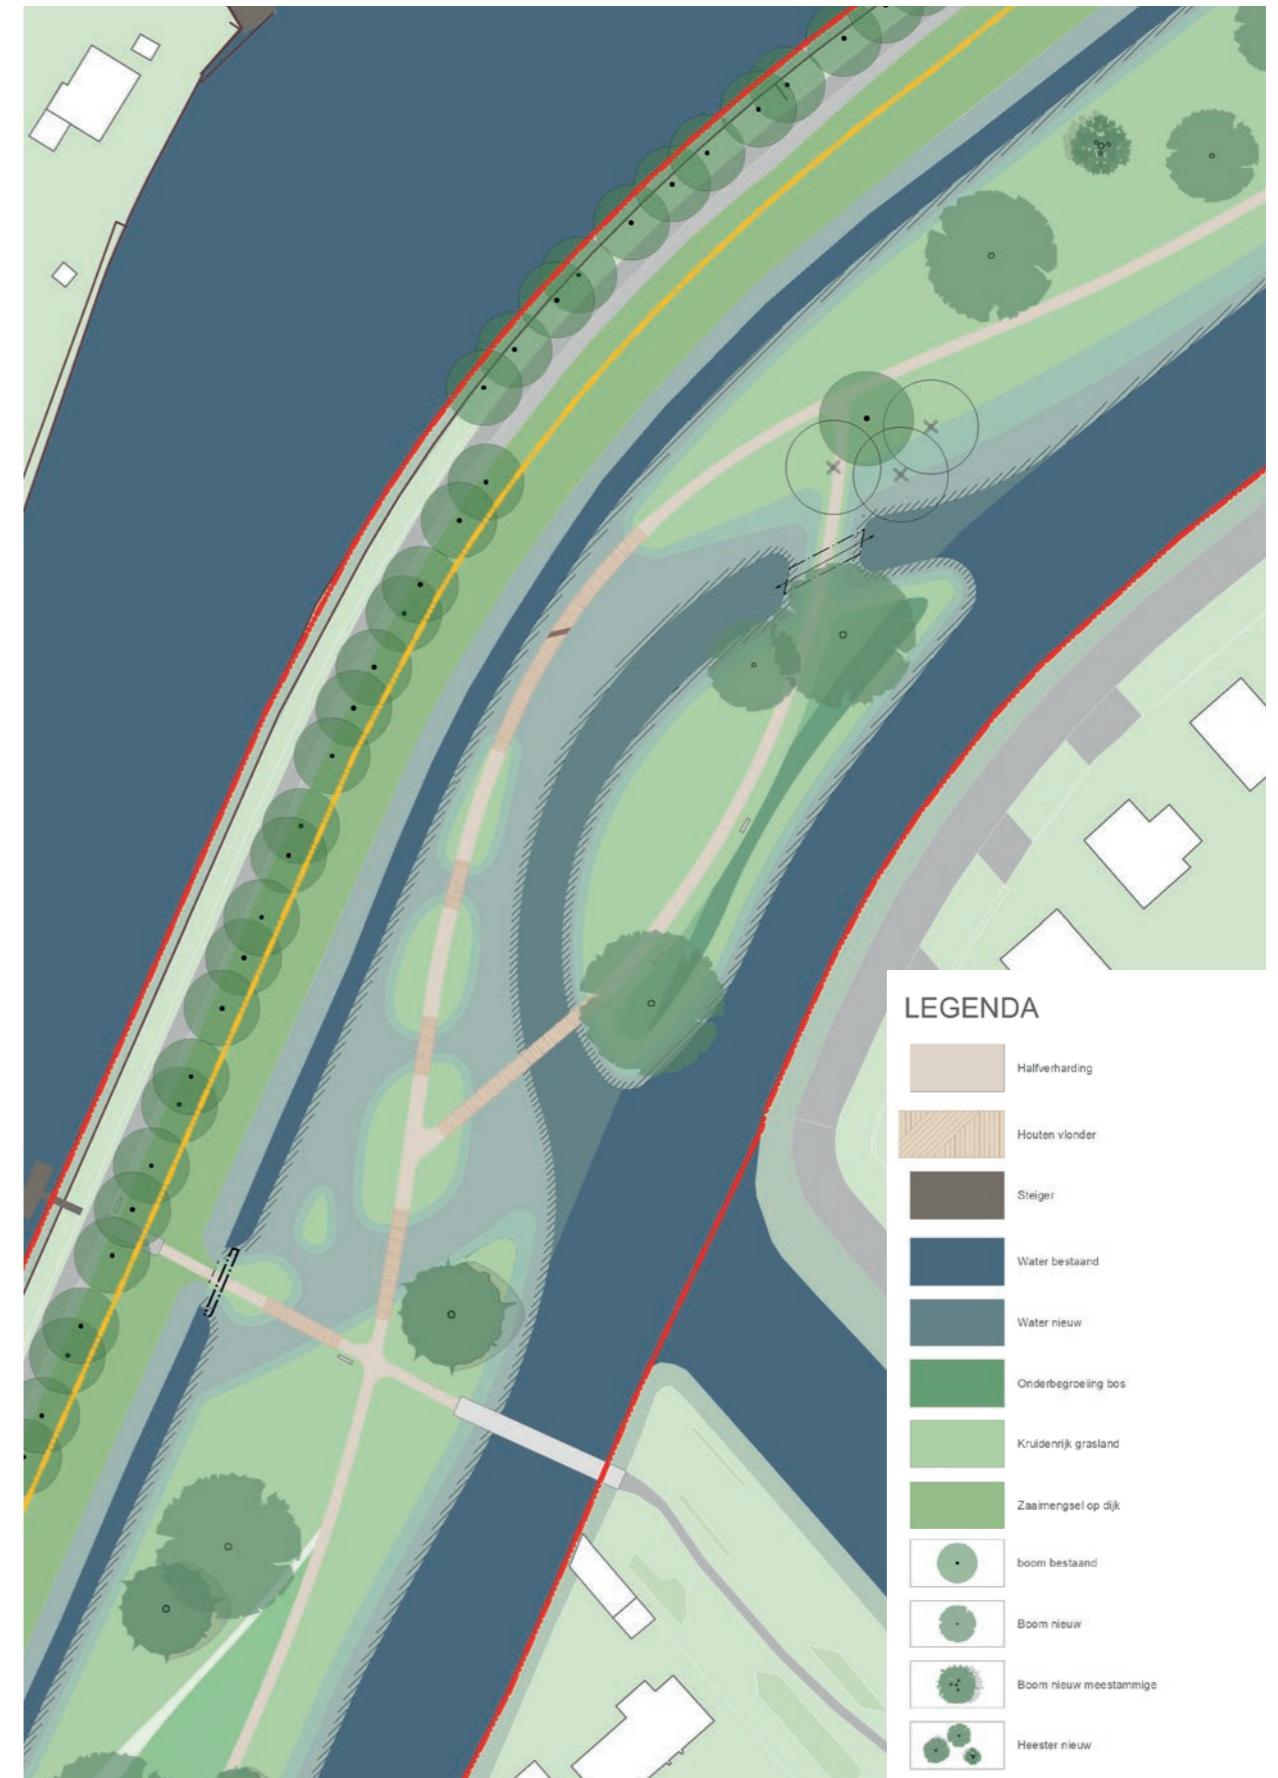 LEGENDA
Halfverharding
Houten vlonder
Steiger
Water bestaand
Water nieuw
Onderbegroeiing bos
Kruidenrijk grasland
Zaaimengsel op dijk
boom bestaand
Boom nieuw
Boom nieuw meestammige
Heester nieuw